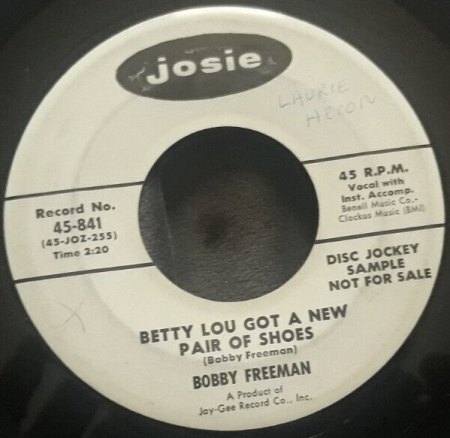 josie
LAURIE
Record No.
45-841
(45-JOZ-255)
Time 2:20
45 R.P.M.
Vocal with
Inst. Accomp.
Benell Music Co.-
Clockus Music (BMI)
DISC JOCKEY
SAMPLE
NOT FOR SALE
X
BETTY LOU GOT A NEW
PAIR OF SHOES
(Bobby Freeman)
BOBBY FREEMAN
A Product of
Jay-Gee Record Co., Inc.